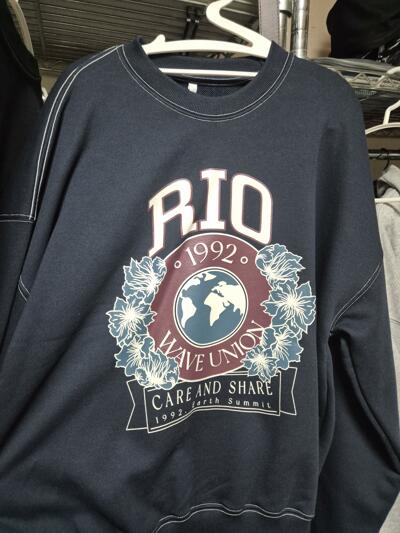 RIO
1992
WAVE UNION
CARE AND SHARE
1992. Earth Summit